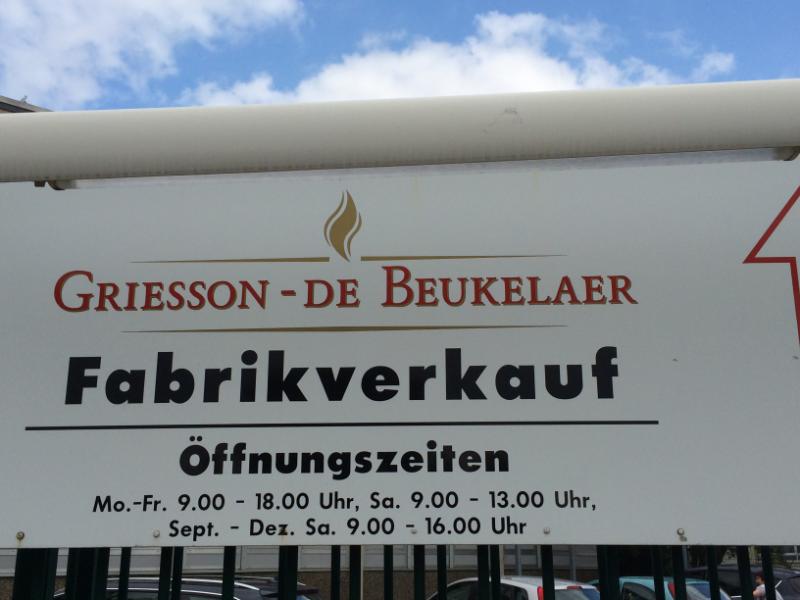 GRIESSON - DE BEUKELAER
Fabrikverkauf
Öffnungszeiten
Mo.-Fr. 9.00 - 18.00 Uhr, Sa. 9.00 - 13.00 Uhr,
Sept. - Dez. Sa. 9.00 - 16.00 Uhr